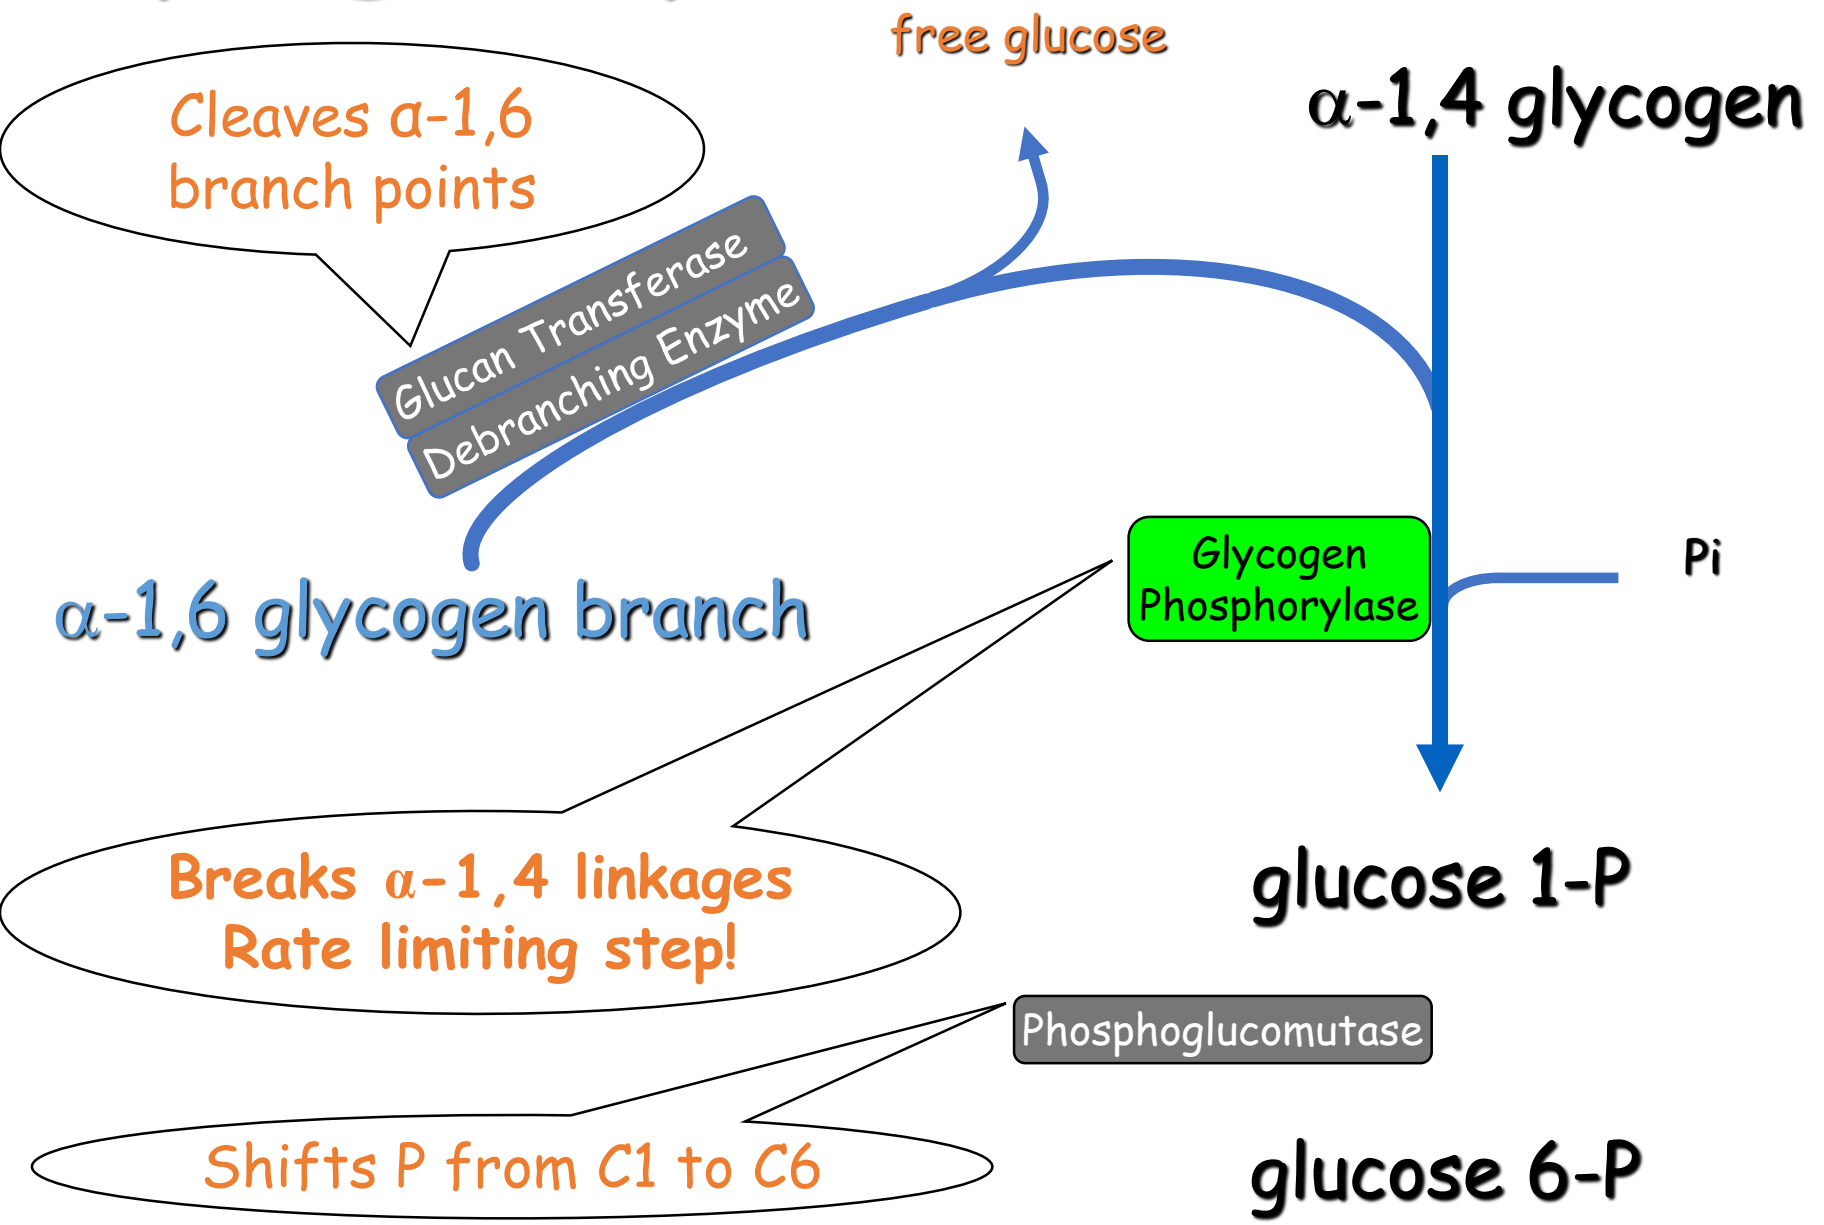 free glucose
α-1,4 glycogen
Cleaves α-1,6
branch points
Glucan Transferase
Debranching Enzyme
α-1,6 glycogen branch
Glycogen
Phosphorylase
Pi
Breaks α-1,4 linkages
Rate limiting step!
glucose 1-P
Phosphoglucomutase
Shifts P from C1 to C6
glucose 6-P